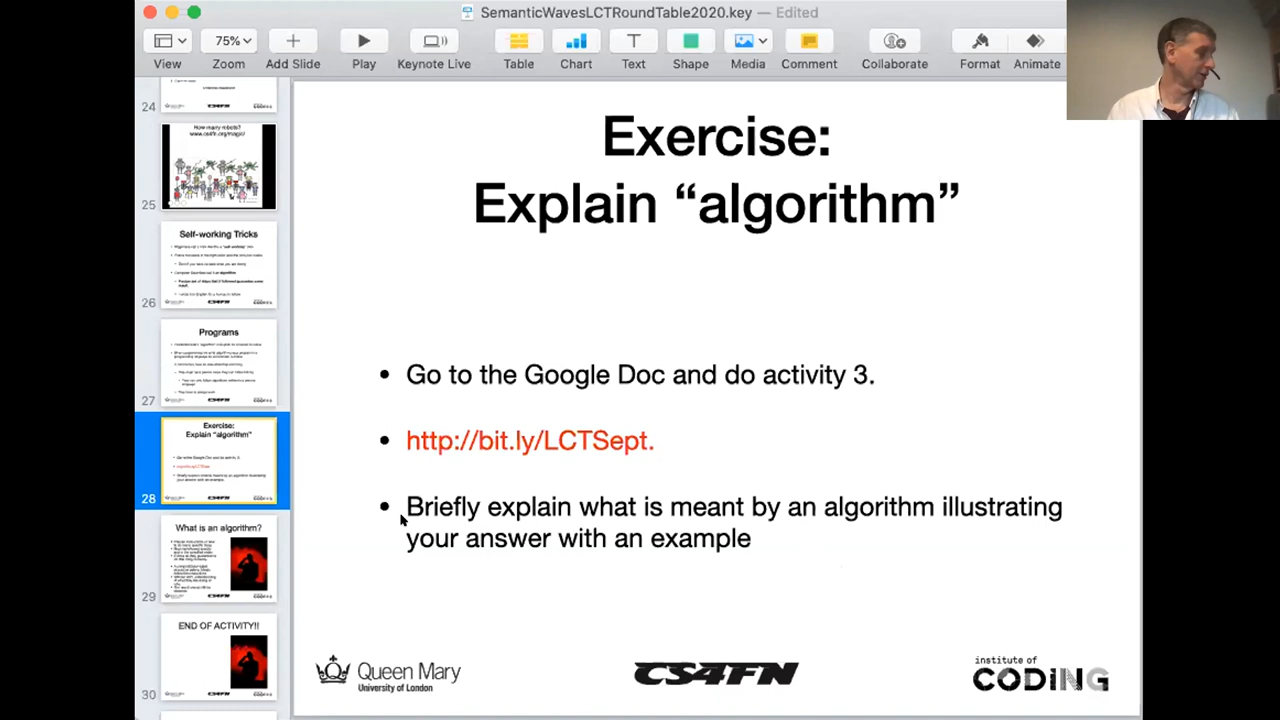 SemanticWavesLCTRoundTable2020.key — Edited
75%
View Zoom Add Slide Play Keynote Live Table Chart Text Shape Media Comment Collaborate Format Animate
24
How many robots?
www.cs4fn.org/magic/
25
Self-working Tricks
26
Programs
27
Exercise:
Explain “algorithm”
28
What is an algorithm?
29
END OF ACTIVITY!!
30
Exercise:
Explain “algorithm”
• Go to the Google Doc and do activity 3.
• http://bit.ly/LCTSept.
• Briefly explain what is meant by an algorithm illustrating
your answer with an example
Queen Mary
University of London
CS4FN
institute of
CODiNG